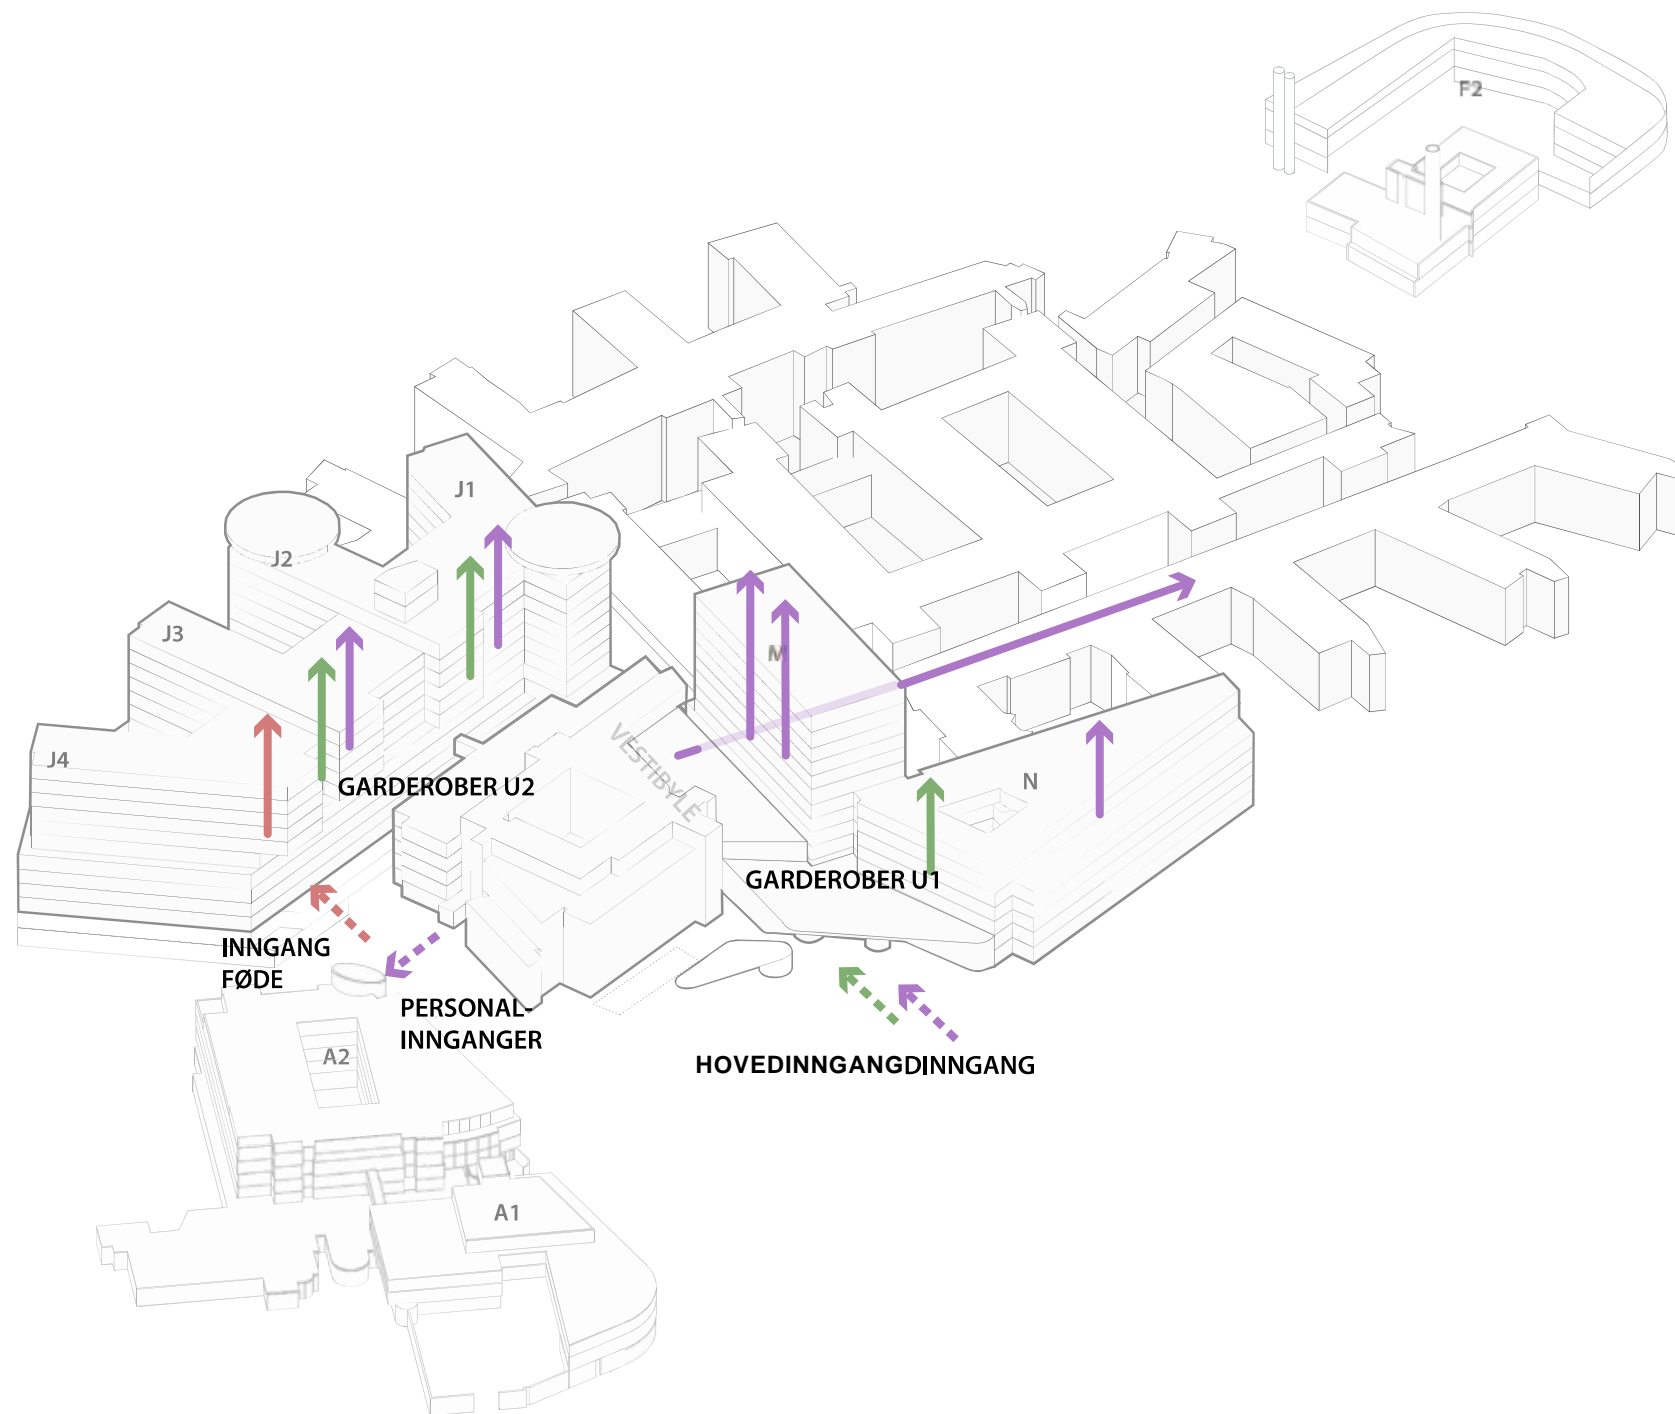 F2
J1
J2
J3
M
VESTIBYLE
J4
N
GARDEROBER U2
GARDEROBER U1
INNGANG
FØDE
PERSONAL-
INNGANGER
A2
HOVEDINNGANGDINNGANG
A1